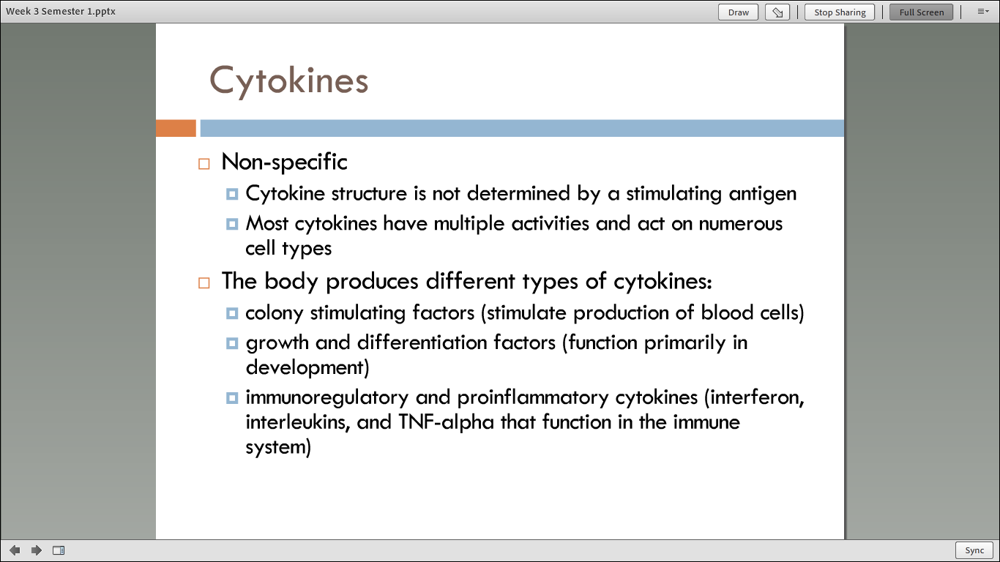 Week 3 Semester 1.pptx
Draw
Stop Sharing
Full Screen
Cytokines
Non-specific
Cytokine structure is not determined by a stimulating antigen
Most cytokines have multiple activities and act on numerous
cell types
The body produces different types of cytokines:
colony stimulating factors (stimulate production of blood cells)
growth and differentiation factors (function primarily in
development)
immunoregulatory and proinflammatory cytokines (interferon,
interleukins, and TNF-alpha that function in the immune
system)
Sync